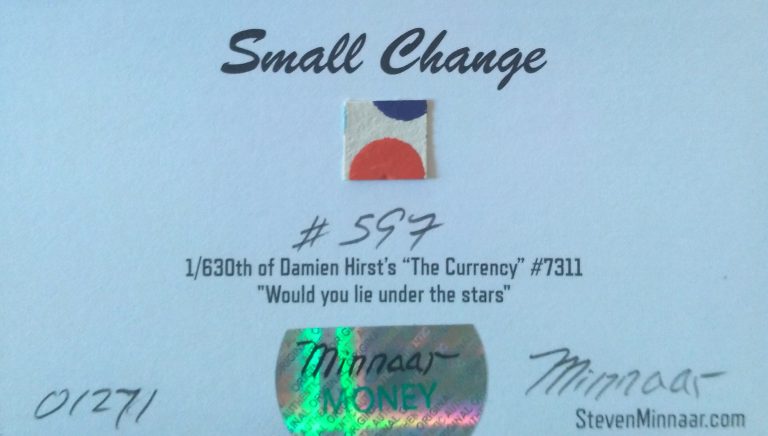 Small Change
# 597
1/630th of Damien Hirst's "The Currency" #7311
"Would you lie under the stars"
Minnaar
MONEY
01271
Minnaar
StevenMinnaar.com